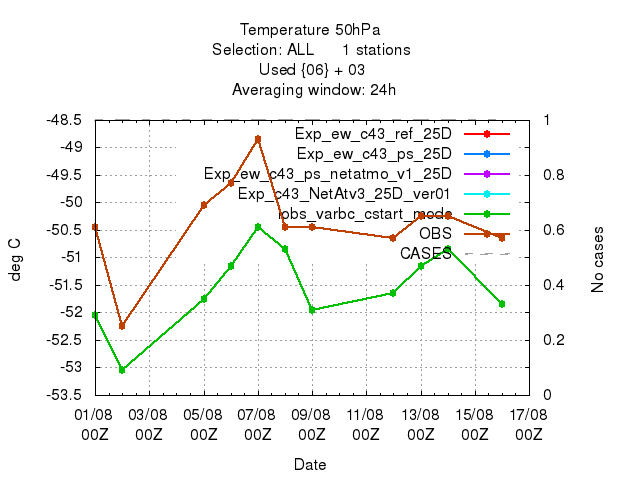 Temperature 50hPa
Selection: ALL 1 stations
Used {06} + 03
Averaging window: 24h
-48.5
-49
-49.5
-50
-50.5
-51
-51.5
-52
-52.5
-53
-53.5
deg C
Exp_ew_c43_ref_25D
Exp_ew_c43_ps_25D
Exp_ew_c43_ps_netatmo_v1_25D
Exp_c43_NetAtv3_25D_ver01
OBS
CASES
1
0.8
0.6
0.4
0.2
0
No cases
01/08 03/08 05/08 07/08 09/08 11/08 13/08 15/08 17/08
00Z 00Z 00Z 00Z 00Z 00Z 00Z 00Z 00Z
Date